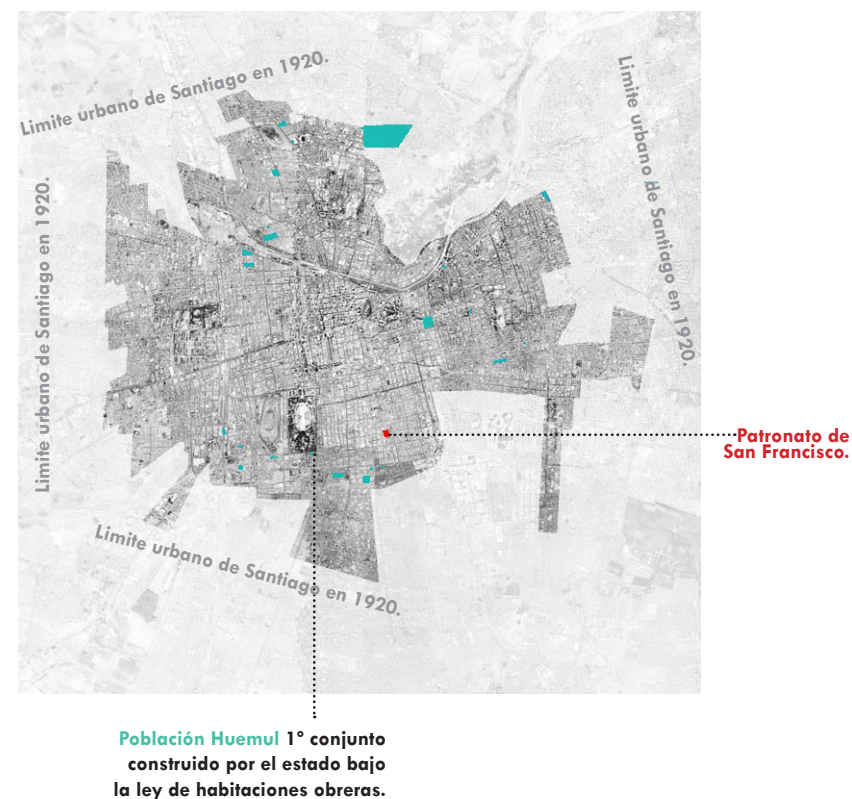 Limite urbano de Santiago en 1920.
Limite urbano de Santiago en 1920.
Limite urbano de Santiago en 1920.
Patronato de
San Francisco.
Limite urbano de Santiago en 1920.
Población Huemul 1º conjunto
construido por el estado bajo
la ley de habitaciones obreras.